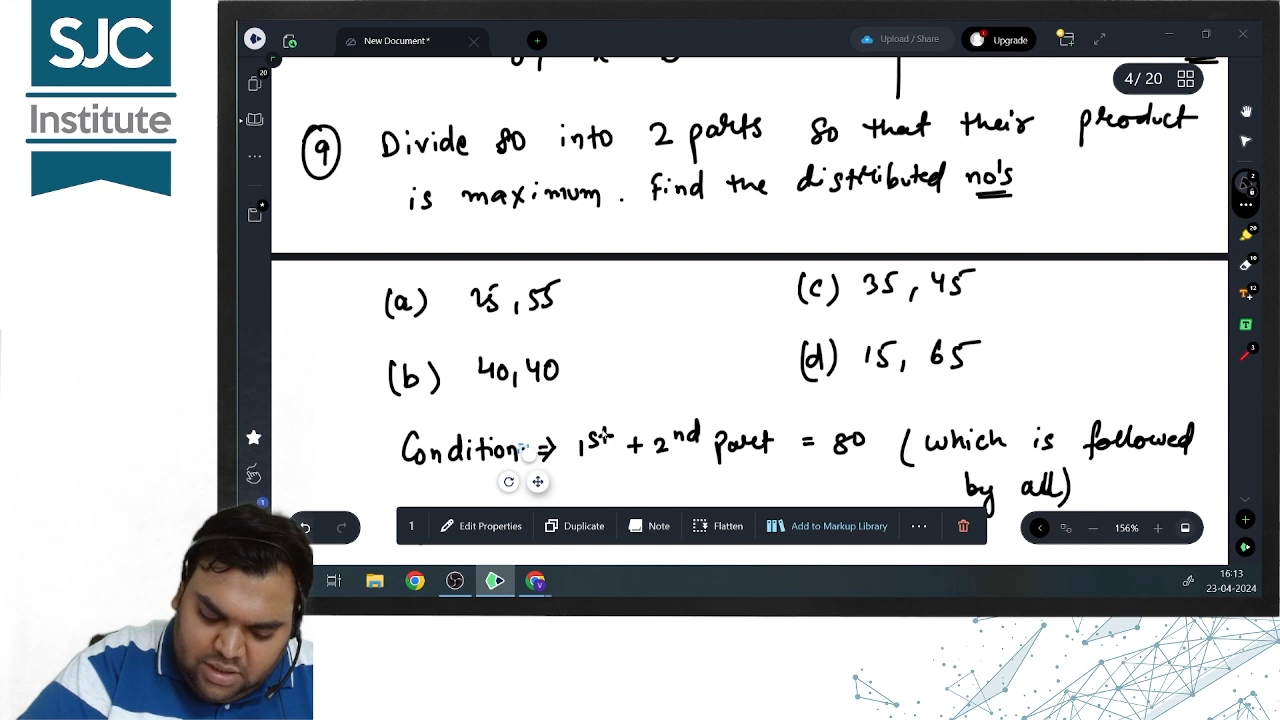 SJC
Institute
New Document*
Upload / Share
Upgrade
4/20
20
(9) Divide 80 into 2 parts so that their product
is maximum. Find the distributed no's
(a) 25, 55
(c) 35, 45
(b) 40, 40
(d) 15, 65
Condition ⇒ 1st + 2nd part = 80 (which is followed
by all)
1
Edit Properties
Duplicate
Note
Flatten
Add to Markup Library
156%
16:13
23-04-2024